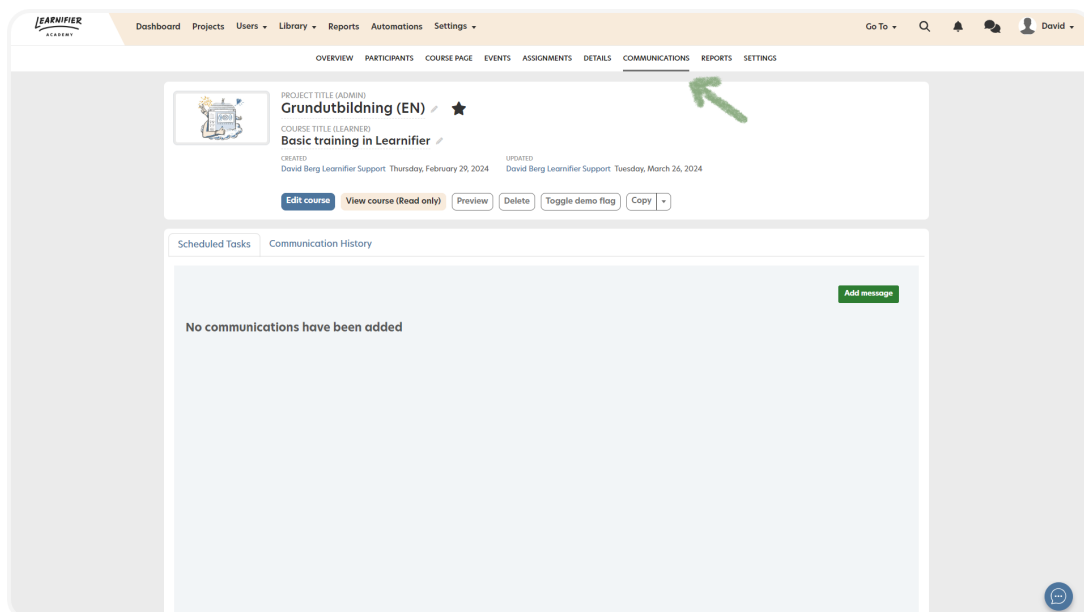 LEARNIFIER
ACADEMY
Dashboard Projects Users Library Reports Automations Settings Go To David
OVERVIEW PARTICIPANTS COURSE PAGE EVENTS ASSIGNMENTS DETAILS COMMUNICATIONS REPORTS SETTINGS
PROJECT TITLE (ADMIN)
Grundutbildning (EN)
COURSE TITLE (LEARNER)
Basic training in Learnifier
CREATED UPDATED
David Berg Learnifier Support Thursday, February 29, 2024 David Berg Learnifier Support Tuesday, March 26, 2024
Edit course View course (Read only) Preview Delete Toggle demo flag Copy
Scheduled Tasks Communication History
Add message
No communications have been added